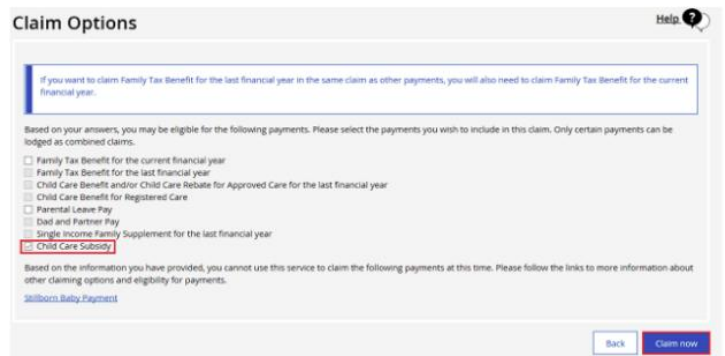 Claim Options
Help ?
If you want to claim Family Tax Benefit for the last financial year in the same claim as other payments, you will also need to claim Family Tax Benefit for the current
financial year.
Based on your answers, you may be eligible for the following payments. Please select the payments you wish to include in this claim. Only certain payments can be
lodged as combined claims.
Family Tax Benefit for the current financial year
Family Tax Benefit for the last financial year
Child Care Benefit and/or Child Care Rebate for Approved Care for the last financial year
Child Care Benefit for Registered Care
Parental Leave Pay
Dad and Partner Pay
Single Income Family Supplement for the last financial year
Child Care Subsidy
Based on the information you have provided, you cannot use this service to claim the following payments at this time. Please follow the links to more information about
other claiming options and eligibility for payments.
Stillborn Baby Payment
Back
Claim now